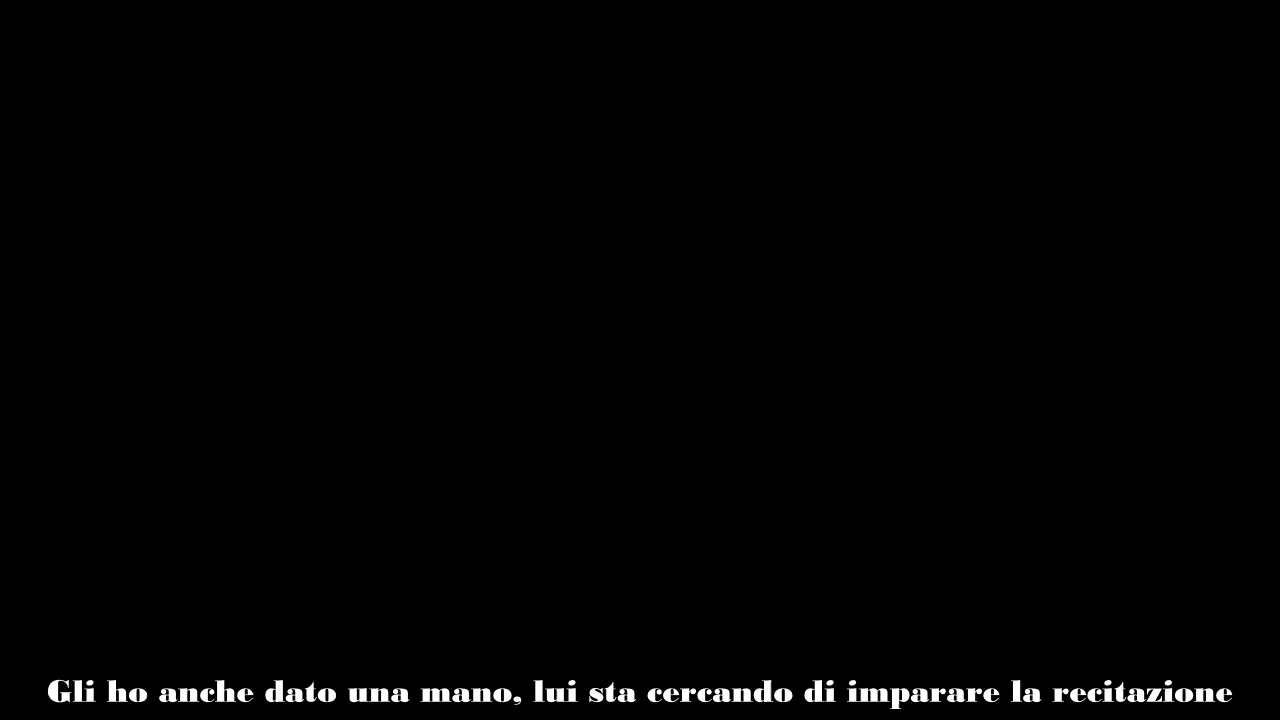 Gli ho anche dato una mano, lui sta cercando di imparare la recitazione